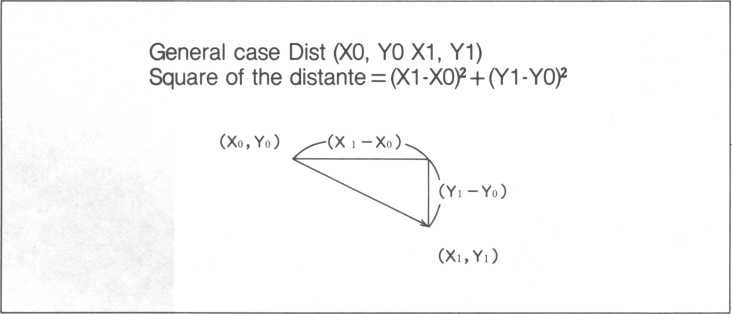 General case Dist (X0, Y0 X1, Y1)
Square of the distante = (X1-X0)² + (Y1-Y0)²
(X₀, Y₀) (X ₁ − X₀)
(Y₁ − Y₀)
(X₁, Y₁)